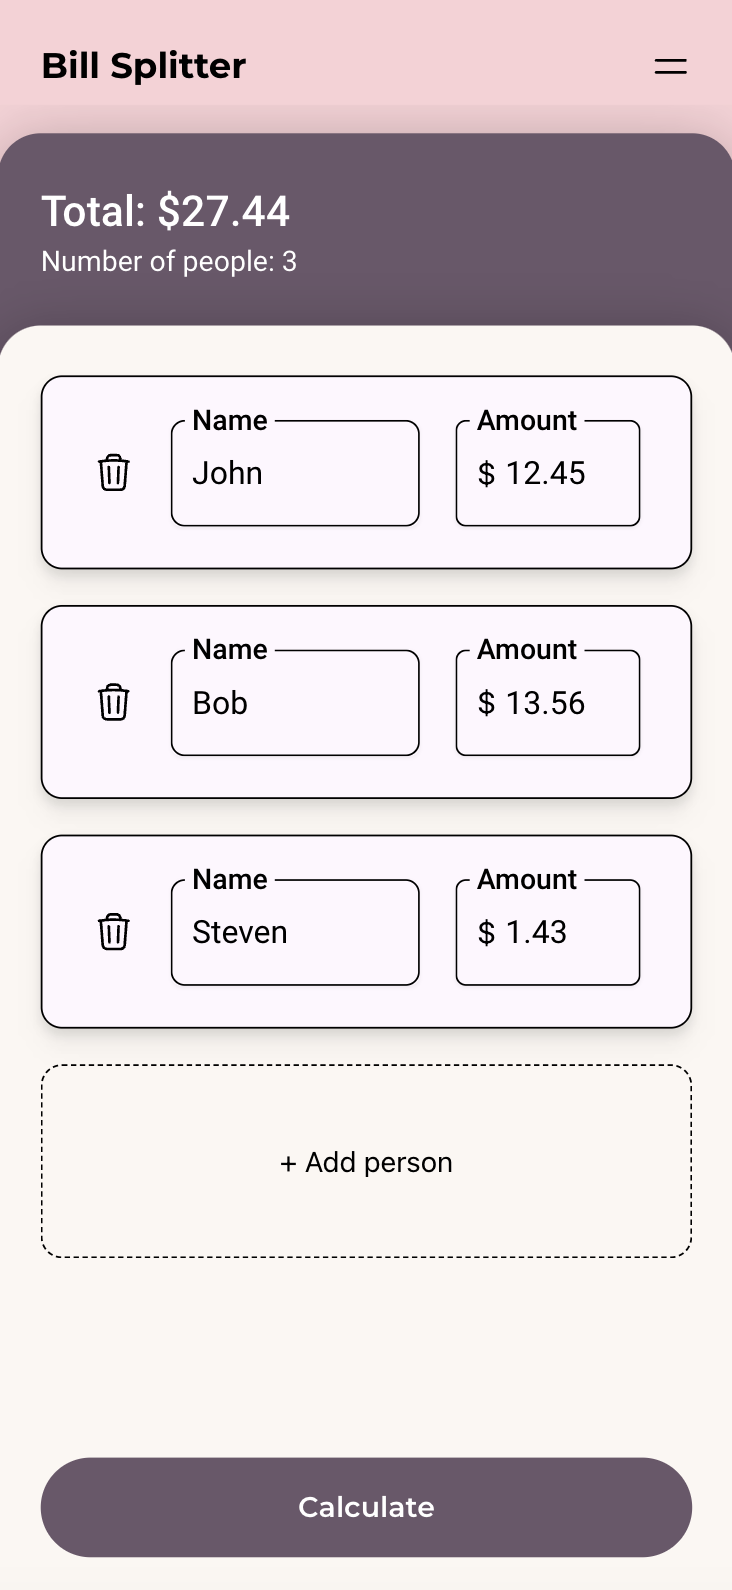 Bill Splitter
Total: $27.44
Number of people: 3
Name
Amount
John
$ 12.45
Name
Amount
Bob
$ 13.56
Name
Amount
Steven
$ 1.43
+ Add person
Calculate